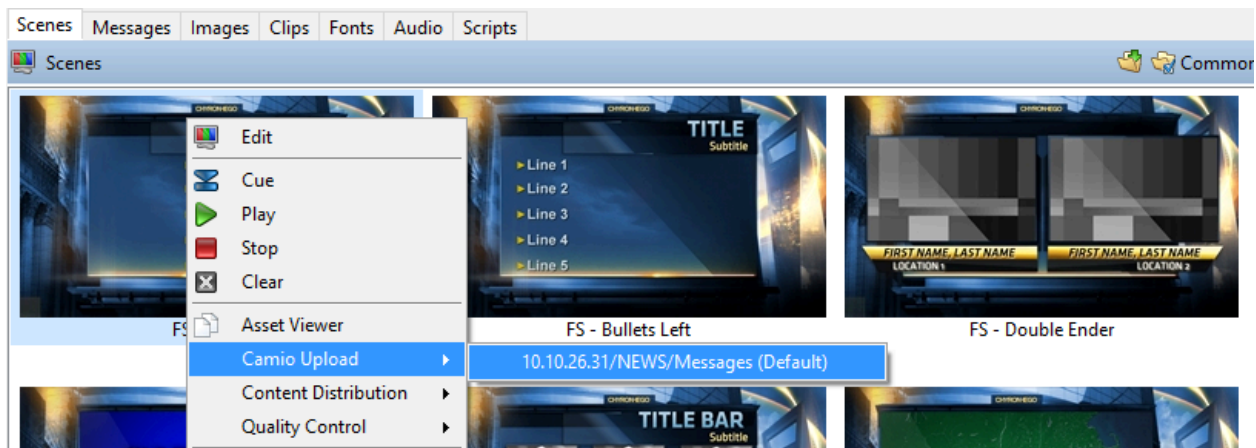 Scenes Messages Images Clips Fonts Audio Scripts
Scenes Common
CHYRONHEGO CHYRONHEGO CHYRONHEGO
Edit
TITLE
Subtitle
Line 1
Cue
Line 2
Play
Line 3
Stop
Line 4
FIRST NAME, LAST NAME FIRST NAME, LAST NAME
LOCATION 1 LOCATION 2
Line 5
Clear
Asset Viewer
FS FS - Bullets Left FS - Double Ender
Camio Upload 10.10.26.31/NEWS/Messages (Default)
Content Distribution
CHYRONHEGO CHYRONHEGO
Quality Control
TITLE BAR
Subtitle